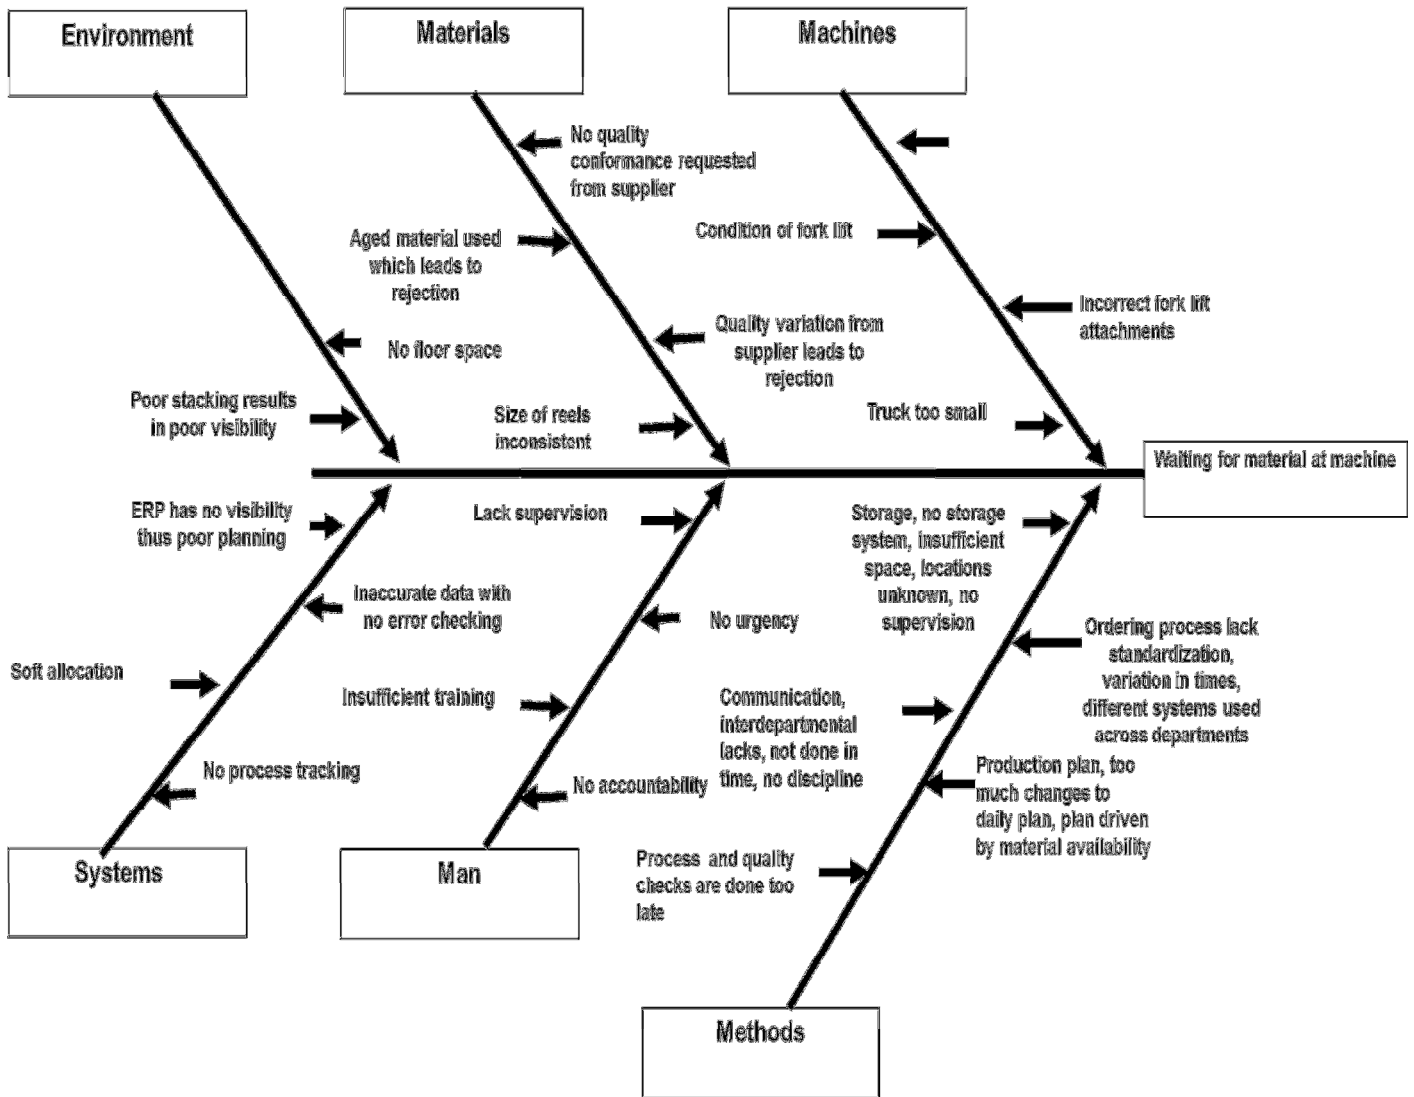 Environment
Materials
Machines
No quality
conformance requested
from supplier
Aged material used
which leads to
rejection
Condition of fork lift
Incorrect fork lift
attachments
Quality variation from
supplier leads to
rejection
No floor space
Poor stacking results
in poor visibility
Size of reels
inconsistent
Truck too small
Waiting for material at machine
ERP has no visibility
thus poor planning
Lack supervision
Storage, no storage
system, insufficient
space, locations
unknown, no
supervision
Inaccurate data with
no error checking
No urgency
Ordering process lack
standardization,
variation in times,
different systems used
across departments
Soft allocation
Insufficient training
Communication,
interdepartmental
lacks, not done in
time, no discipline
No process tracking
No accountability
Production plan, too
much changes to
daily plan, plan driven
by material availability
Process and quality
checks are done too
late
Systems
Man
Methods